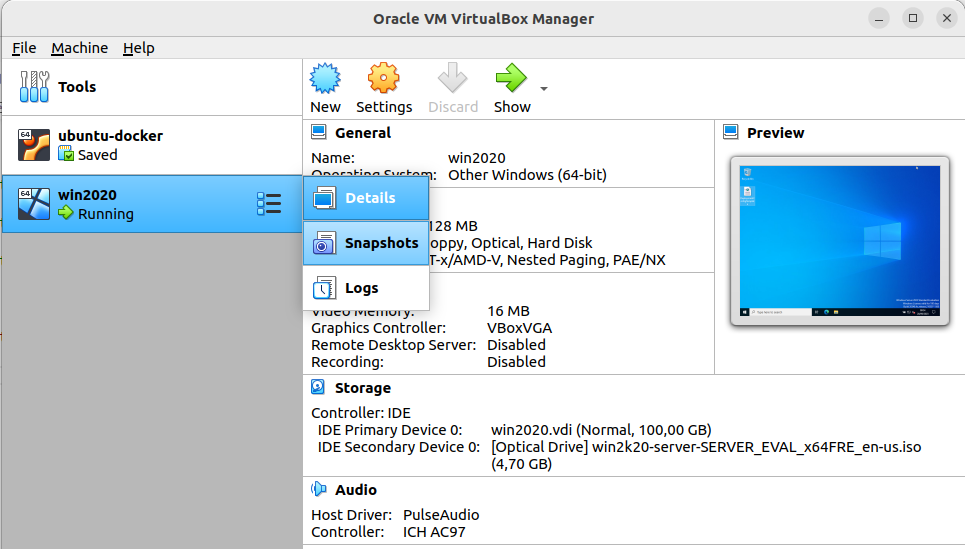 Oracle VM VirtualBox Manager
File Machine Help
Tools
New Settings Discard Show
64
ubuntu-docker
Saved
64
win2020
Running
Details
Snapshots
Logs
General
Name: win2020
Operating System: Other Windows (64-bit)
128 MB
oppy, Optical, Hard Disk
T-x/AMD-V, Nested Paging, PAE/NX
Video Memory: 16 MB
Graphics Controller: VBoxVGA
Remote Desktop Server: Disabled
Recording: Disabled
Preview
Storage
Controller: IDE
IDE Primary Device 0: win2020.vdi (Normal, 100,00 GB)
IDE Secondary Device 0: [Optical Drive] win2k20-server-SERVER_EVAL_x64FRE_en-us.iso
(4,70 GB)
Audio
Host Driver: PulseAudio
Controller: ICH AC97